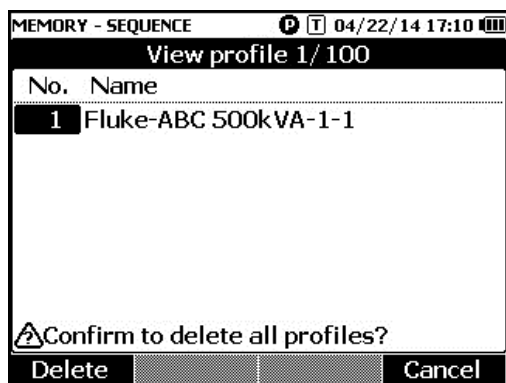 MEMORY - SEQUENCE P T 04/22/14 17:10
View profile 1/100
No. Name
1 Fluke-ABC 500kVA-1-1
Confirm to delete all profiles?
Delete Cancel